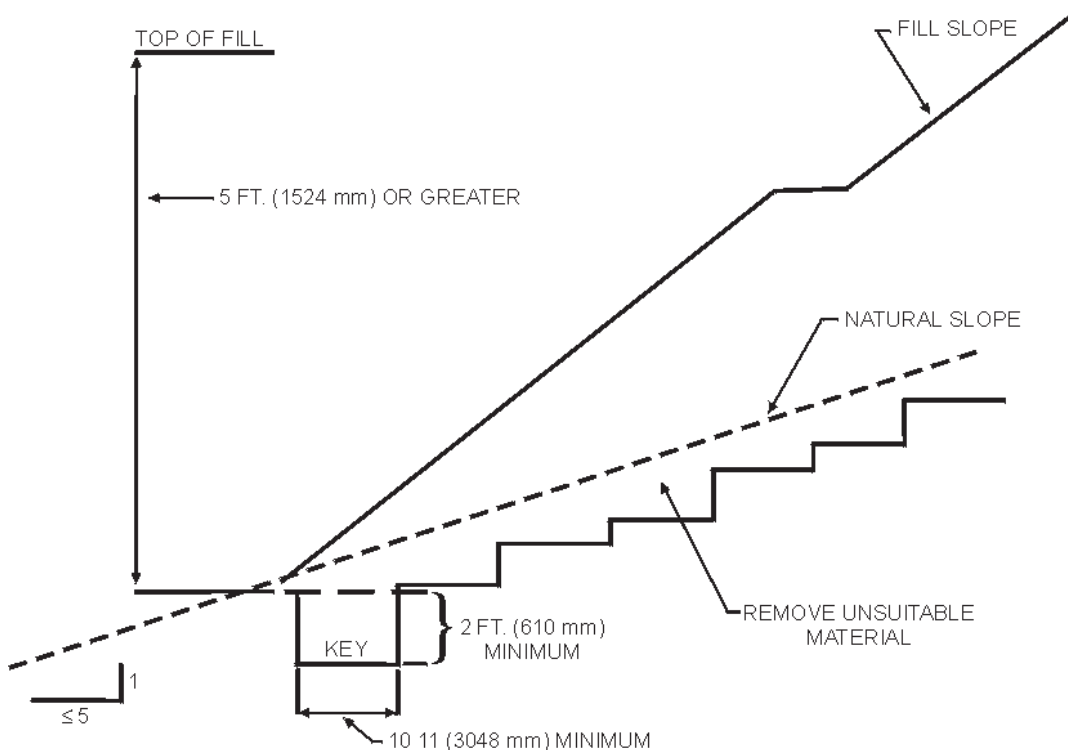 TOP OF FILL
FILL SLOPE
5 FT. (1524 mm) OR GREATER
NATURAL SLOPE
REMOVE UNSUITABLE
MATERIAL
2 FT. (610 mm)
MINIMUM
KEY
1
≤ 5
10 11 (3048 mm) MINIMUM